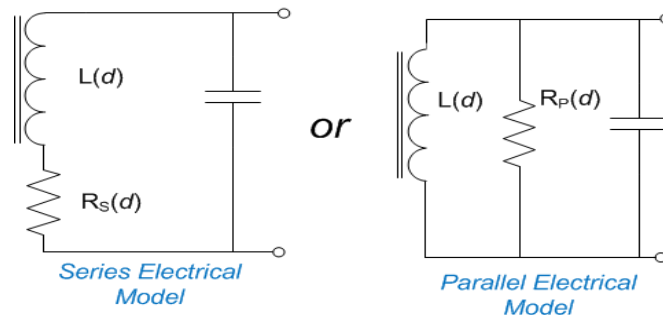 L(d)
RS(d)
Series Electrical
Model
or
L(d)
RP(d)
Parallel Electrical
Model